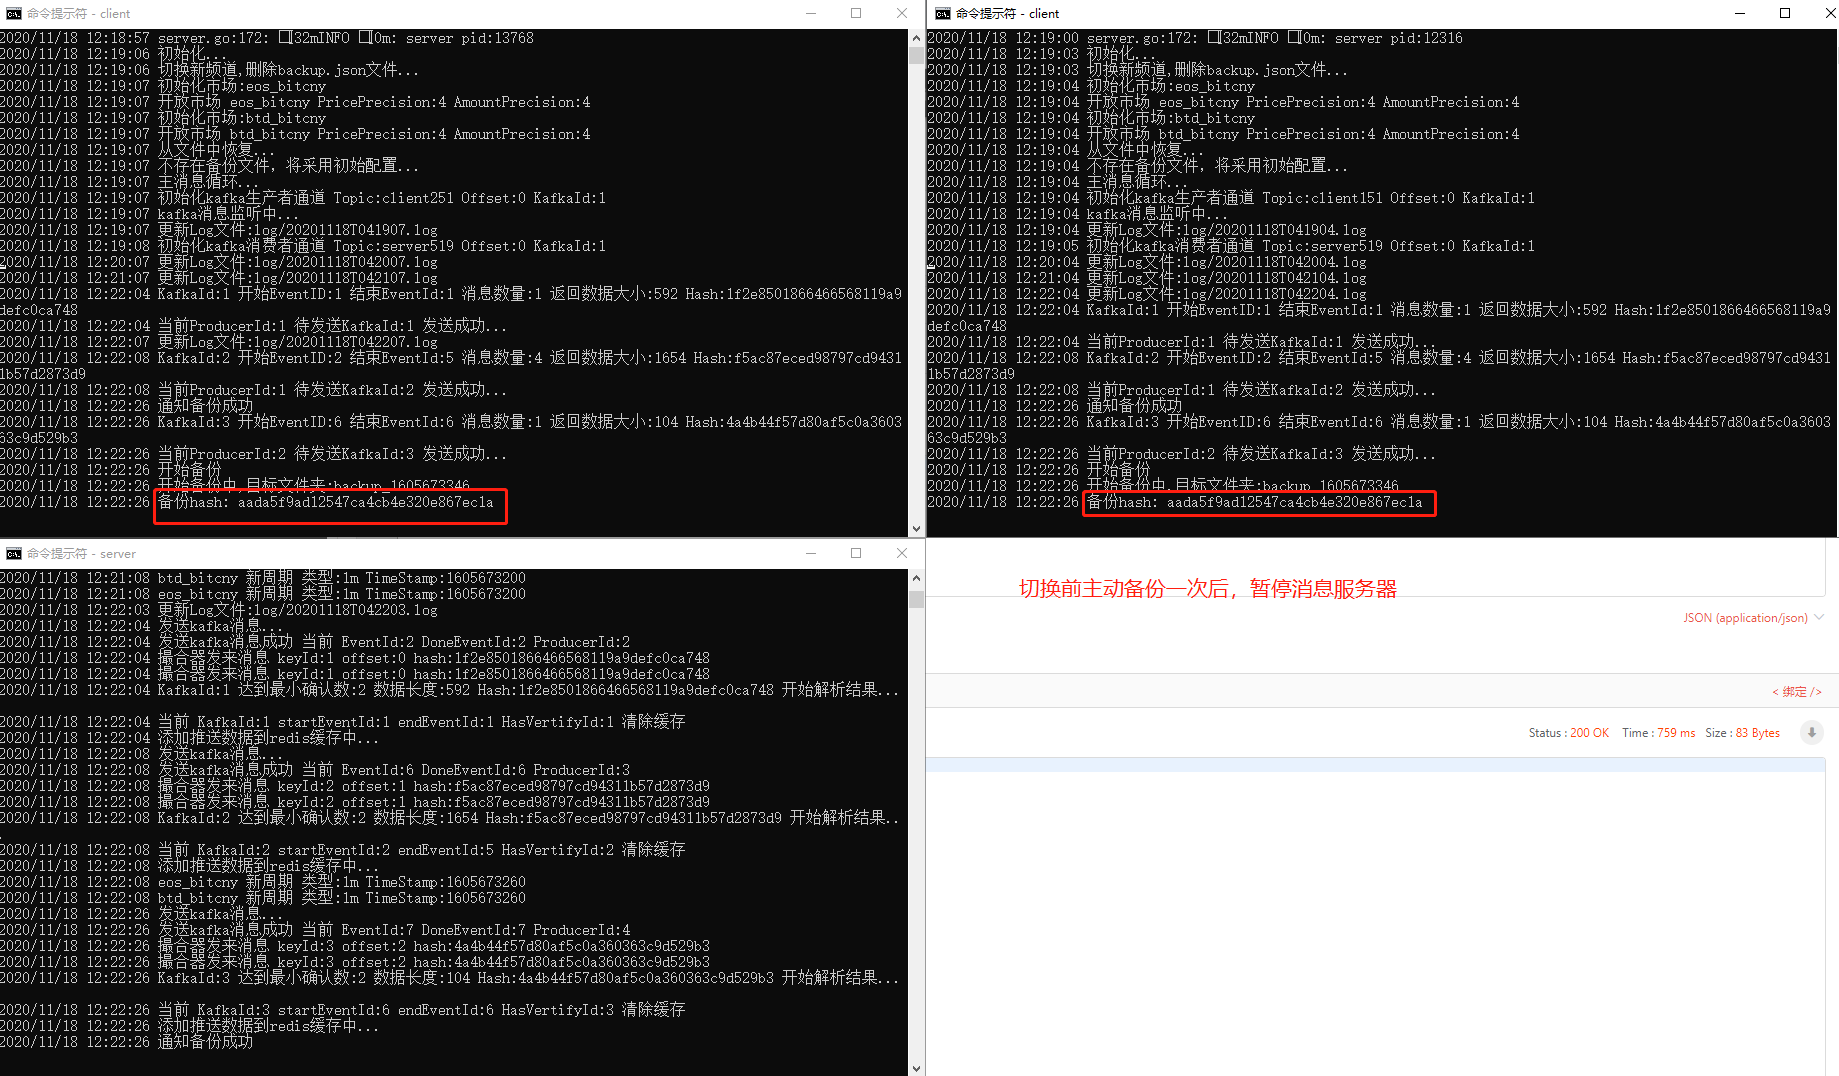 命令提示符 - client
2020/11/18 12:18:57 server.go:172: [32mINFO [0m: server pid:13768
2020/11/18 12:19:06 初始化...
2020/11/18 12:19:06 切换新频道,删除backup.json文件...
2020/11/18 12:19:07 初始化市场:eos_bitcny
2020/11/18 12:19:07 开放市场 eos_bitcny PricePrecision:4 AmountPrecision:4
2020/11/18 12:19:07 初始化市场:btd_bitcny
2020/11/18 12:19:07 开放市场 btd_bitcny PricePrecision:4 AmountPrecision:4
2020/11/18 12:19:07 从文件中恢复...
2020/11/18 12:19:07 不存在备份文件，将采用初始配置...
2020/11/18 12:19:07 主消息循环...
2020/11/18 12:19:07 初始化kafka生产者通道 Topic:client251 Offset:0 KafkaId:1
2020/11/18 12:19:07 kafka消息监听中...
2020/11/18 12:19:07 更新Log文件:log/20201118T041907.log
2020/11/18 12:19:08 初始化kafka消费者通道 Topic:server519 Offset:0 KafkaId:1
2020/11/18 12:20:07 更新Log文件:log/20201118T042007.log
2020/11/18 12:21:07 更新Log文件:log/20201118T042107.log
2020/11/18 12:22:04 KafkaId:1 开始EventID:1 结束EventId:1 消息数量:1 返回数据大小:592 Hash:1f2e8501866466568119a9
defc0ca748
2020/11/18 12:22:04 当前ProducerId:1 待发送KafkaId:1 发送成功...
2020/11/18 12:22:07 更新Log文件:log/20201118T042207.log
2020/11/18 12:22:08 KafkaId:2 开始EventID:2 结束EventId:5 消息数量:4 返回数据大小:1654 Hash:f5ac87eced98797cd9431
1b57d2873d9
2020/11/18 12:22:08 当前ProducerId:1 待发送KafkaId:2 发送成功...
2020/11/18 12:22:26 通知备份成功
2020/11/18 12:22:26 KafkaId:3 开始EventID:6 结束EventId:6 消息数量:1 返回数据大小:104 Hash:4a4b44f57d80af5c0a3603
63c9d529b3
2020/11/18 12:22:26 当前ProducerId:2 待发送KafkaId:3 发送成功...
2020/11/18 12:22:26 开始备份
2020/11/18 12:22:26 开始备份中,目标文件夹:backup_1605673346
2020/11/18 12:22:26 备份hash: aada5f9ad12547ca4cb4e320e867ec1a
命令提示符 - client
2020/11/18 12:19:00 server.go:172: [32mINFO [0m: server pid:12316
2020/11/18 12:19:03 初始化...
2020/11/18 12:19:03 切换新频道,删除backup.json文件...
2020/11/18 12:19:04 初始化市场:eos_bitcny
2020/11/18 12:19:04 开放市场 eos_bitcny PricePrecision:4 AmountPrecision:4
2020/11/18 12:19:04 初始化市场:btd_bitcny
2020/11/18 12:19:04 开放市场 btd_bitcny PricePrecision:4 AmountPrecision:4
2020/11/18 12:19:04 从文件中恢复...
2020/11/18 12:19:04 不存在备份文件，将采用初始配置...
2020/11/18 12:19:04 主消息循环...
2020/11/18 12:19:04 初始化kafka生产者通道 Topic:client151 Offset:0 KafkaId:1
2020/11/18 12:19:04 kafka消息监听中...
2020/11/18 12:19:04 更新Log文件:log/20201118T041904.log
2020/11/18 12:19:05 初始化kafka消费者通道 Topic:server519 Offset:0 KafkaId:1
2020/11/18 12:20:04 更新Log文件:log/20201118T042004.log
2020/11/18 12:21:04 更新Log文件:log/20201118T042104.log
2020/11/18 12:22:04 更新Log文件:log/20201118T042204.log
2020/11/18 12:22:04 KafkaId:1 开始EventID:1 结束EventId:1 消息数量:1 返回数据大小:592 Hash:1f2e8501866466568119a9
defc0ca748
2020/11/18 12:22:04 当前ProducerId:1 待发送KafkaId:1 发送成功...
2020/11/18 12:22:08 KafkaId:2 开始EventID:2 结束EventId:5 消息数量:4 返回数据大小:1654 Hash:f5ac87eced98797cd9431
1b57d2873d9
2020/11/18 12:22:08 当前ProducerId:1 待发送KafkaId:2 发送成功...
2020/11/18 12:22:26 通知备份成功
2020/11/18 12:22:26 KafkaId:3 开始EventID:6 结束EventId:6 消息数量:1 返回数据大小:104 Hash:4a4b44f57d80af5c0a3603
63c9d529b3
2020/11/18 12:22:26 当前ProducerId:2 待发送KafkaId:3 发送成功...
2020/11/18 12:22:26 开始备份
2020/11/18 12:22:26 开始备份中,目标文件夹:backup_1605673346
2020/11/18 12:22:26 备份hash: aada5f9ad12547ca4cb4e320e867ec1a
命令提示符 - server
2020/11/18 12:21:08 btd_bitcny 新周期 类型:1m TimeStamp:1605673200
2020/11/18 12:21:08 eos_bitcny 新周期 类型:1m TimeStamp:1605673200
2020/11/18 12:22:03 更新Log文件:log/20201118T042203.log
2020/11/18 12:22:04 发送kafka消息...
2020/11/18 12:22:04 发送kafka消息成功 当前 EventId:2 DoneEventId:2 ProducerId:2
2020/11/18 12:22:04 撮合器发来消息 keyId:1 offset:0 hash:1f2e8501866466568119a9defc0ca748
2020/11/18 12:22:04 撮合器发来消息 keyId:1 offset:0 hash:1f2e8501866466568119a9defc0ca748
2020/11/18 12:22:04 KafkaId:1 达到最小确认数:2 数据长度:592 Hash:1f2e8501866466568119a9defc0ca748 开始解析结果...
2020/11/18 12:22:04 当前 KafkaId:1 startEventId:1 endEventId:1 HasVertifyId:1 清除缓存
2020/11/18 12:22:04 添加推送数据到redis缓存中...
2020/11/18 12:22:08 发送kafka消息...
2020/11/18 12:22:08 发送kafka消息成功 当前 EventId:6 DoneEventId:6 ProducerId:3
2020/11/18 12:22:08 撮合器发来消息 keyId:2 offset:1 hash:f5ac87eced98797cd94311b57d2873d9
2020/11/18 12:22:08 撮合器发来消息 keyId:2 offset:1 hash:f5ac87eced98797cd94311b57d2873d9
2020/11/18 12:22:08 KafkaId:2 达到最小确认数:2 数据长度:1654 Hash:f5ac87eced98797cd94311b57d2873d9 开始解析结果..
.
2020/11/18 12:22:08 当前 KafkaId:2 startEventId:2 endEventId:5 HasVertifyId:2 清除缓存
2020/11/18 12:22:08 添加推送数据到redis缓存中...
2020/11/18 12:22:08 eos_bitcny 新周期 类型:1m TimeStamp:1605673260
2020/11/18 12:22:08 btd_bitcny 新周期 类型:1m TimeStamp:1605673260
2020/11/18 12:22:26 发送kafka消息...
2020/11/18 12:22:26 发送kafka消息成功 当前 EventId:7 DoneEventId:7 ProducerId:4
2020/11/18 12:22:26 撮合器发来消息 keyId:3 offset:2 hash:4a4b44f57d80af5c0a360363c9d529b3
2020/11/18 12:22:26 撮合器发来消息 keyId:3 offset:2 hash:4a4b44f57d80af5c0a360363c9d529b3
2020/11/18 12:22:26 KafkaId:3 达到最小确认数:2 数据长度:104 Hash:4a4b44f57d80af5c0a360363c9d529b3 开始解析结果...
2020/11/18 12:22:26 当前 KafkaId:3 startEventId:6 endEventId:6 HasVertifyId:3 清除缓存
2020/11/18 12:22:26 添加推送数据到redis缓存中...
2020/11/18 12:22:26 通知备份成功
切换前主动备份一次后，暂停消息服务器
JSON (application/json)
< 绑定 />
Status : 200 OK Time : 759 ms Size : 83 Bytes